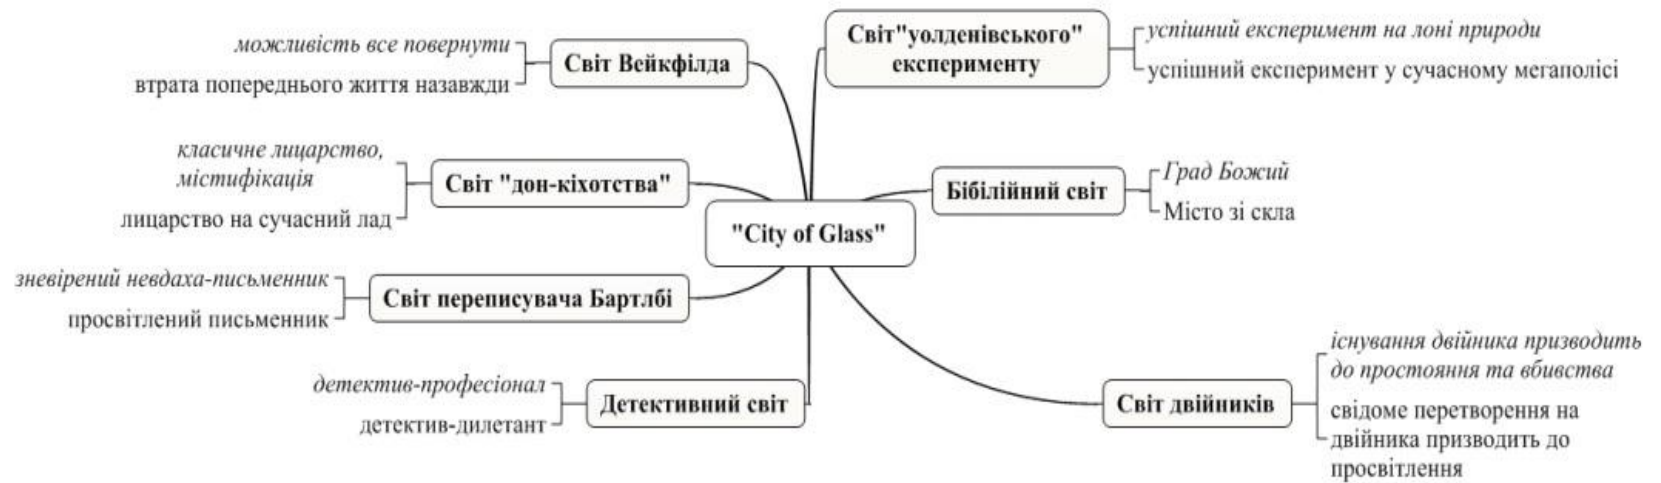 можливість все повернути
втрата попереднього життя назавжди
Світ Вейкфілда
класичне лицарство,
містифікація
лицарство на сучасний лад
Світ "дон-кіхотства"
зневірений невдаха-письменник
просвітлений письменник
Світ переписувача Бартлбі
детектив-професіонал
детектив-дилетант
Детективний світ
"City of Glass"
Світ"уолденівського"
експерименту
успішний експеримент на лоні природи
успішний експеримент у сучасному мегаполісі
Бібілійний світ
Град Божий
Місто зі скла
Світ двійників
існування двійника призводить
до простояння та вбивства
свідоме перетворення на
двійника призводить до
просвітлення